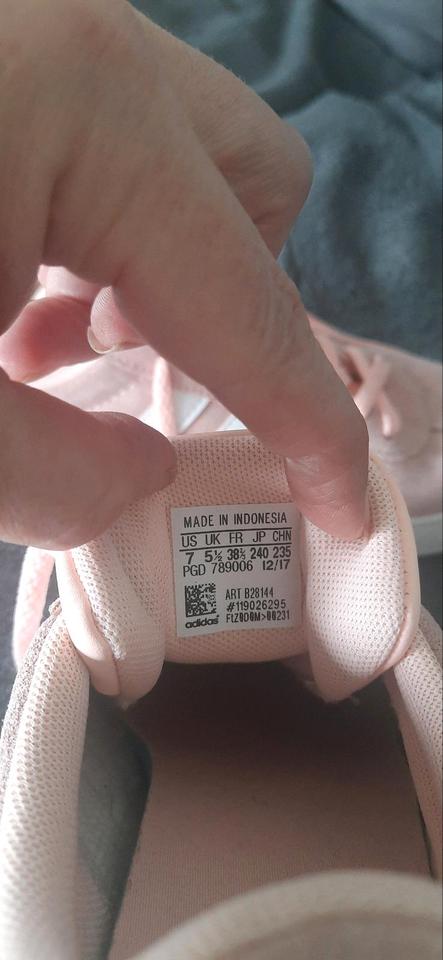 MADE IN INDONESIA
US UK FR JP CHN
7 5½ 38⅔ 240 235
PGD 789006 12/17
ART B28144
#119026295
adidas